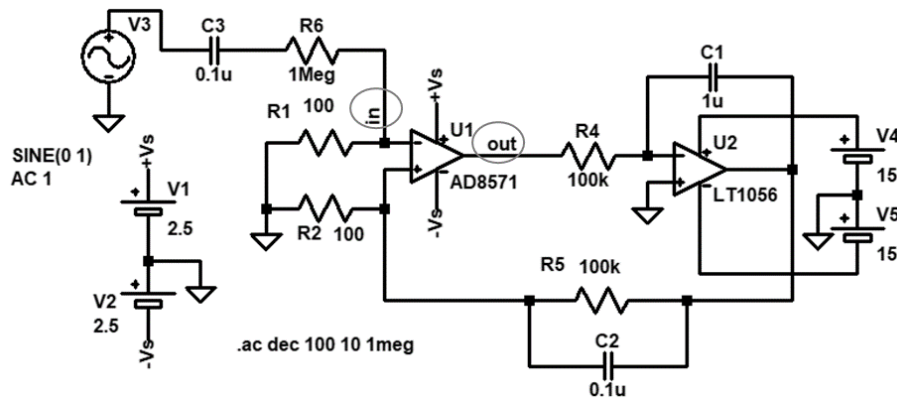 V3
C3
0.1u
R6
1Meg
SINE(0 1)
AC 1
R1
100
in
+Vs
U1
AD8571
-Vs
out
R2
100
R4
100k
C1
1u
U2
LT1056
V4
15
V5
15
+Vs
V1
2.5
V2
2.5
-Vs
R5
100k
C2
0.1u
.ac dec 100 10 1meg